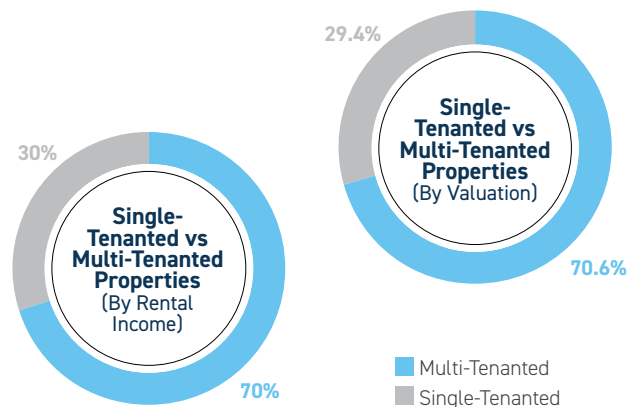 29.4%
Single-
Tenanted vs
Multi-Tenanted
Properties
(By Valuation)
70.6%
30%
Single-
Tenanted vs
Multi-Tenanted
Properties
(By Rental
Income)
70%
Multi-Tenanted
Single-Tenanted